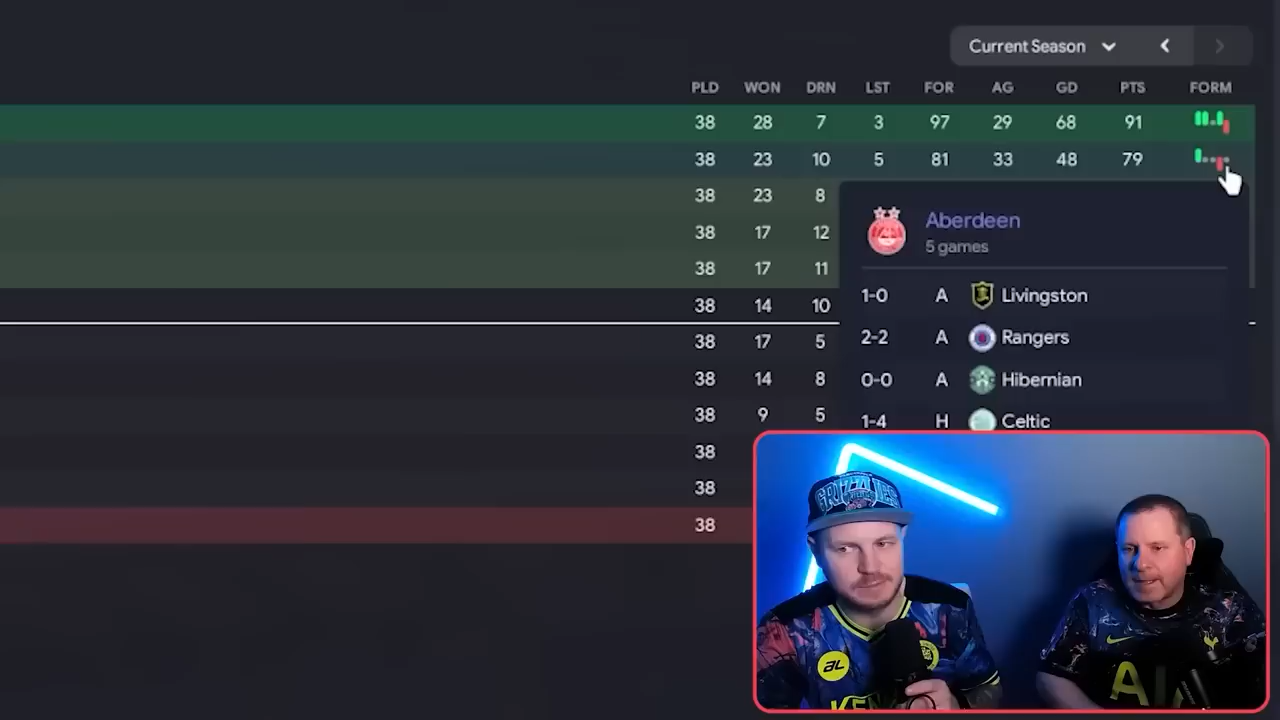 Current Season
PLD WON DRN LST FOR AG GD PTS FORM
38 28 7 3 97 29 68 91
38 23 10 5 81 33 48 79
38 23 8
38 17 12
38 17 11
38 14 10
38 17 5
38 14 8
38 9 5
38
38
38
Aberdeen
5 games
1-0 A Livingston
2-2 A Rangers
0-0 A Hibernian
1-4 H Celtic
GRIZZLIES
BL